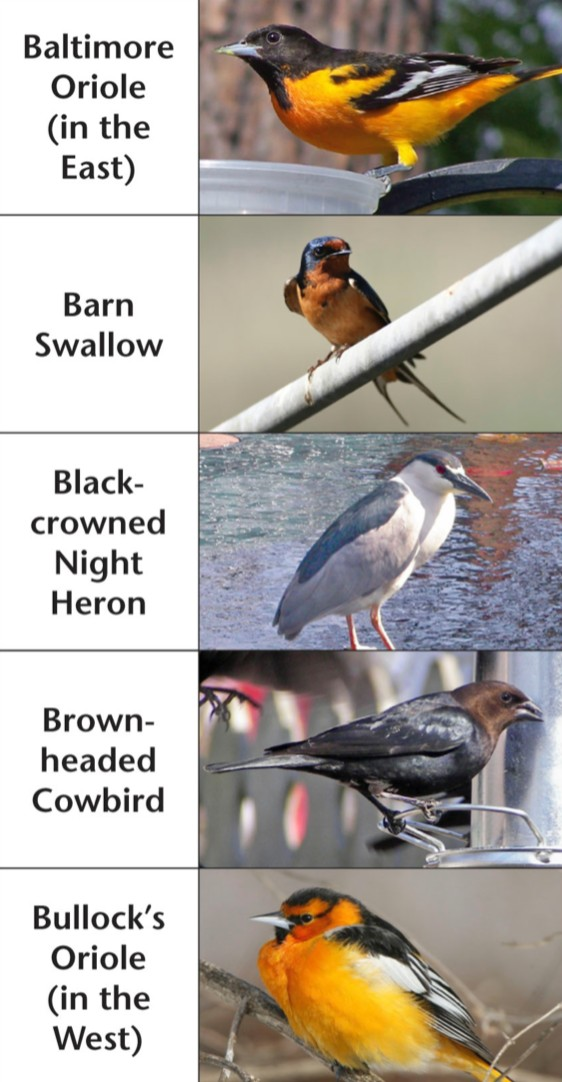 Baltimore
Oriole
(in the
East)
Barn
Swallow
Black-
crowned
Night
Heron
Brown-
headed
Cowbird
Bullock's
Oriole
(in the
West)